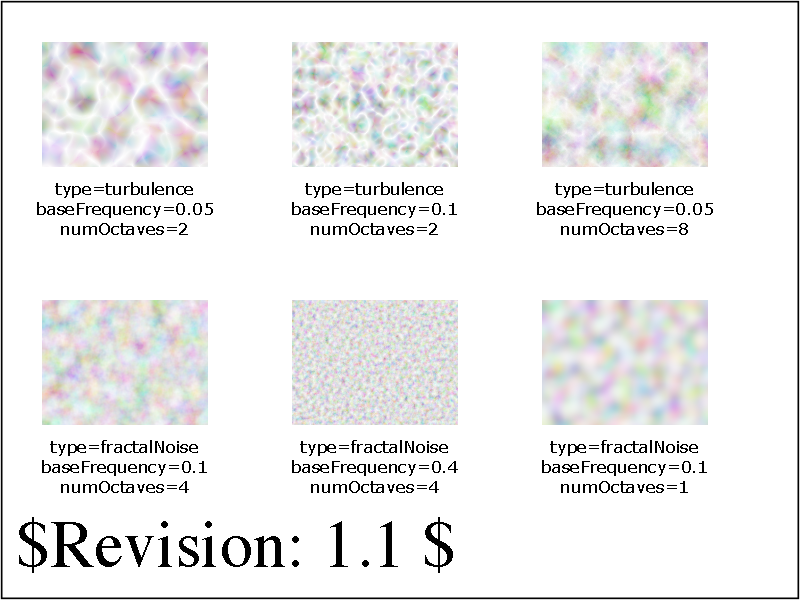 type=turbulence
baseFrequency=0.05
numOctaves=2
type=turbulence
baseFrequency=0.1
numOctaves=2
type=turbulence
baseFrequency=0.05
numOctaves=8
type=fractalNoise
baseFrequency=0.1
numOctaves=4
type=fractalNoise
baseFrequency=0.4
numOctaves=4
type=fractalNoise
baseFrequency=0.1
numOctaves=1
$Revision: 1.1 $